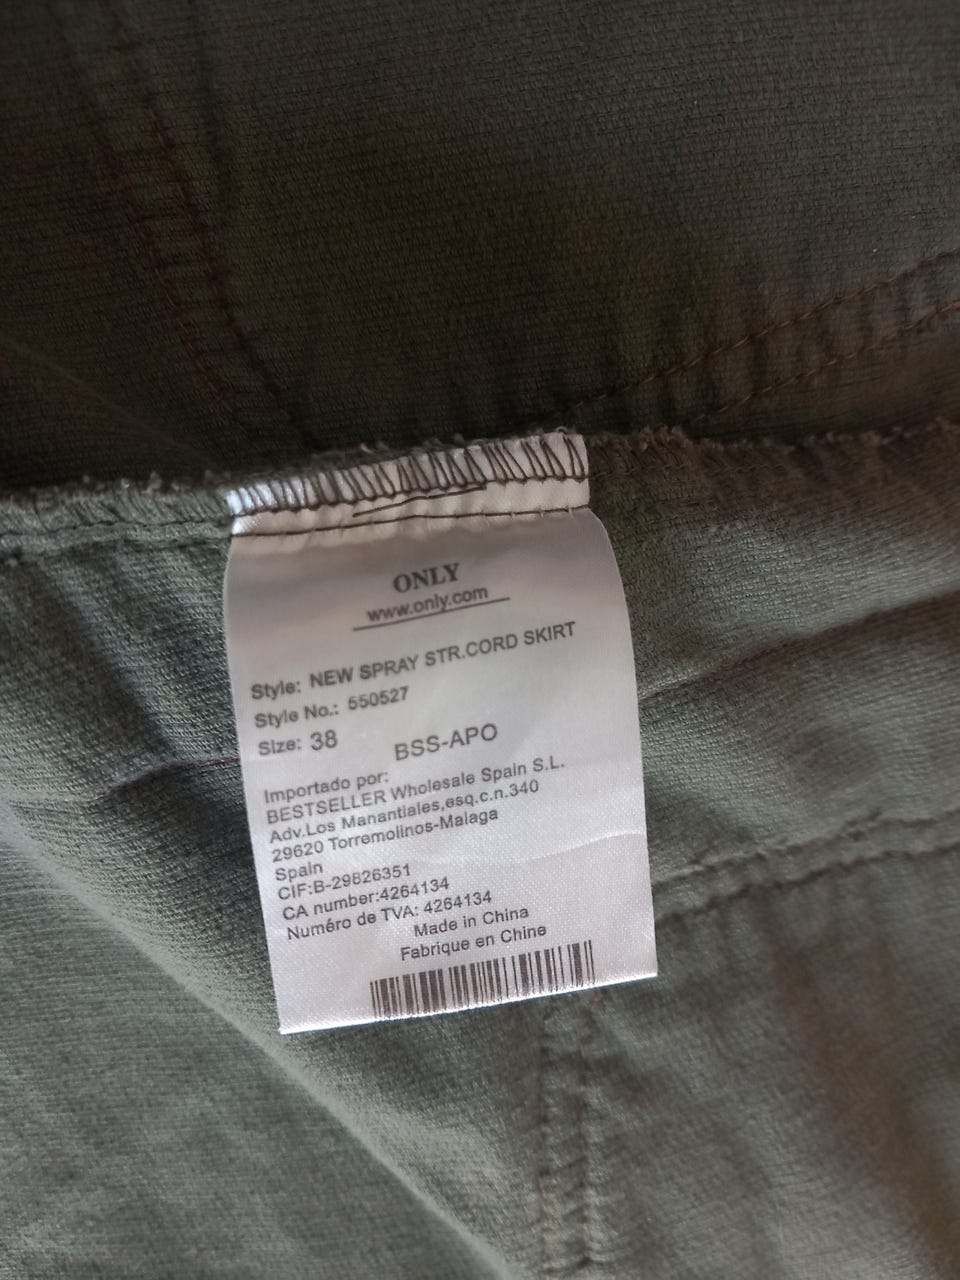 ONLY
www.only.com
Style: NEW SPRAY STR.CORD SKIRT
Style No.: 550527
Size: 38
BSS-APO
Importado por:
BESTSELLER Wholesale Spain S.L.
Adv.Los Manantiales,esq.c.n.340
29620 Torremolinos-Malaga
Spain
CIF:B-29826351
CA number:4264134
Numéro de TVA: 4264134
Made in China
Fabrique en Chine